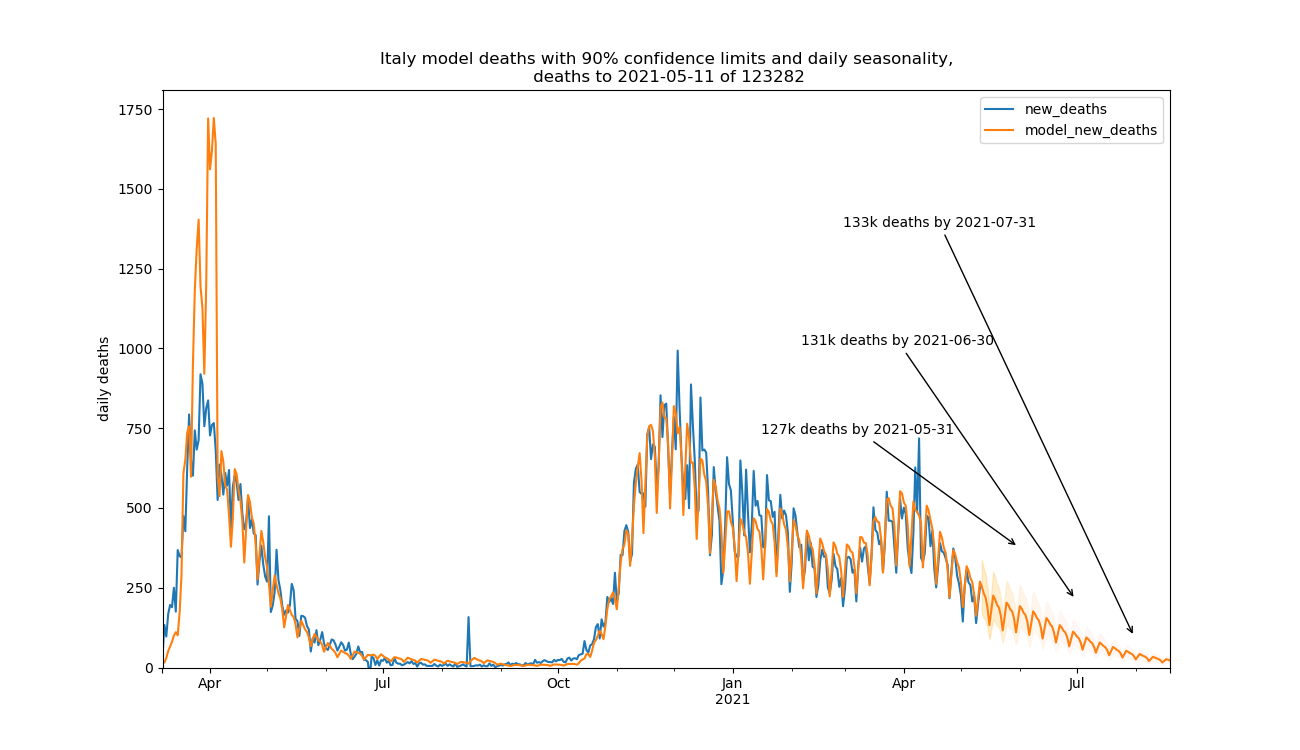 Italy model deaths with 90% confidence limits and daily seasonality,
deaths to 2021-05-11 of 123282
1750
1500
1250
1000
750
500
250
0
daily deaths
new_deaths
model_new_deaths
133k deaths by 2021-07-31
131k deaths by 2021-06-30
127k deaths by 2021-05-31
Apr
Jul
Oct
Jan
2021
Apr
Jul